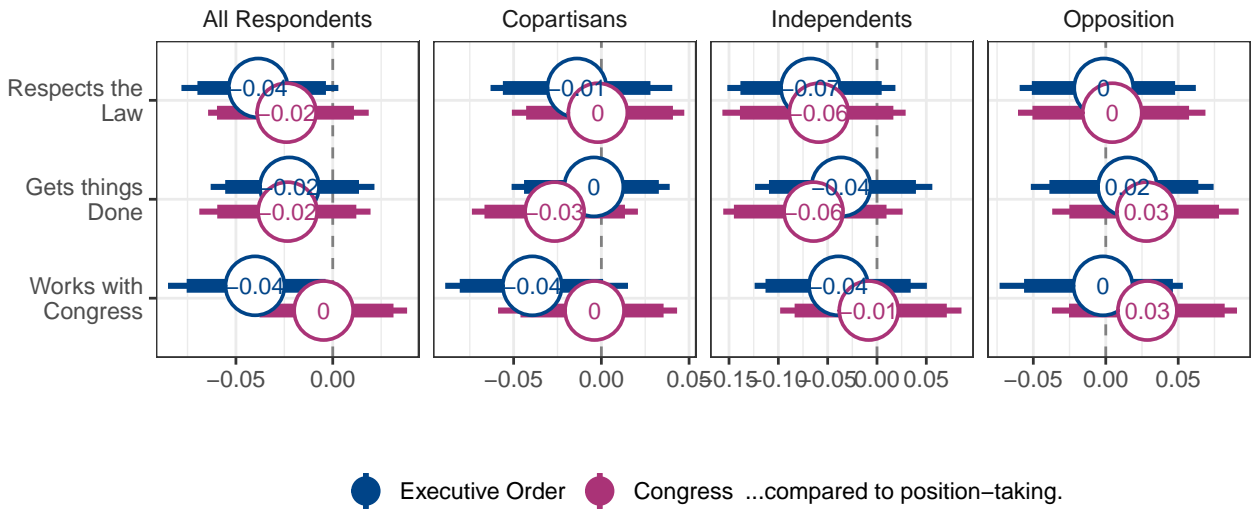 All Respondents Copartisans Independents Opposition
Respects the
Law
−0.04 −0.01 −0.07 0
−0.02 0 −0.06 0
Gets things
Done
−0.02 0 −0.04 0.02
−0.02 −0.03 −0.06 0.03
Works with
Congress
−0.04 −0.04 −0.04 0
0 0 −0.01 0.03
−0.05 0.00 −0.05 0.00 0.05 −0.15 −0.10 −0.05 0.00 0.05 −0.05 0.00 0.05
Executive Order Congress ...compared to position−taking.